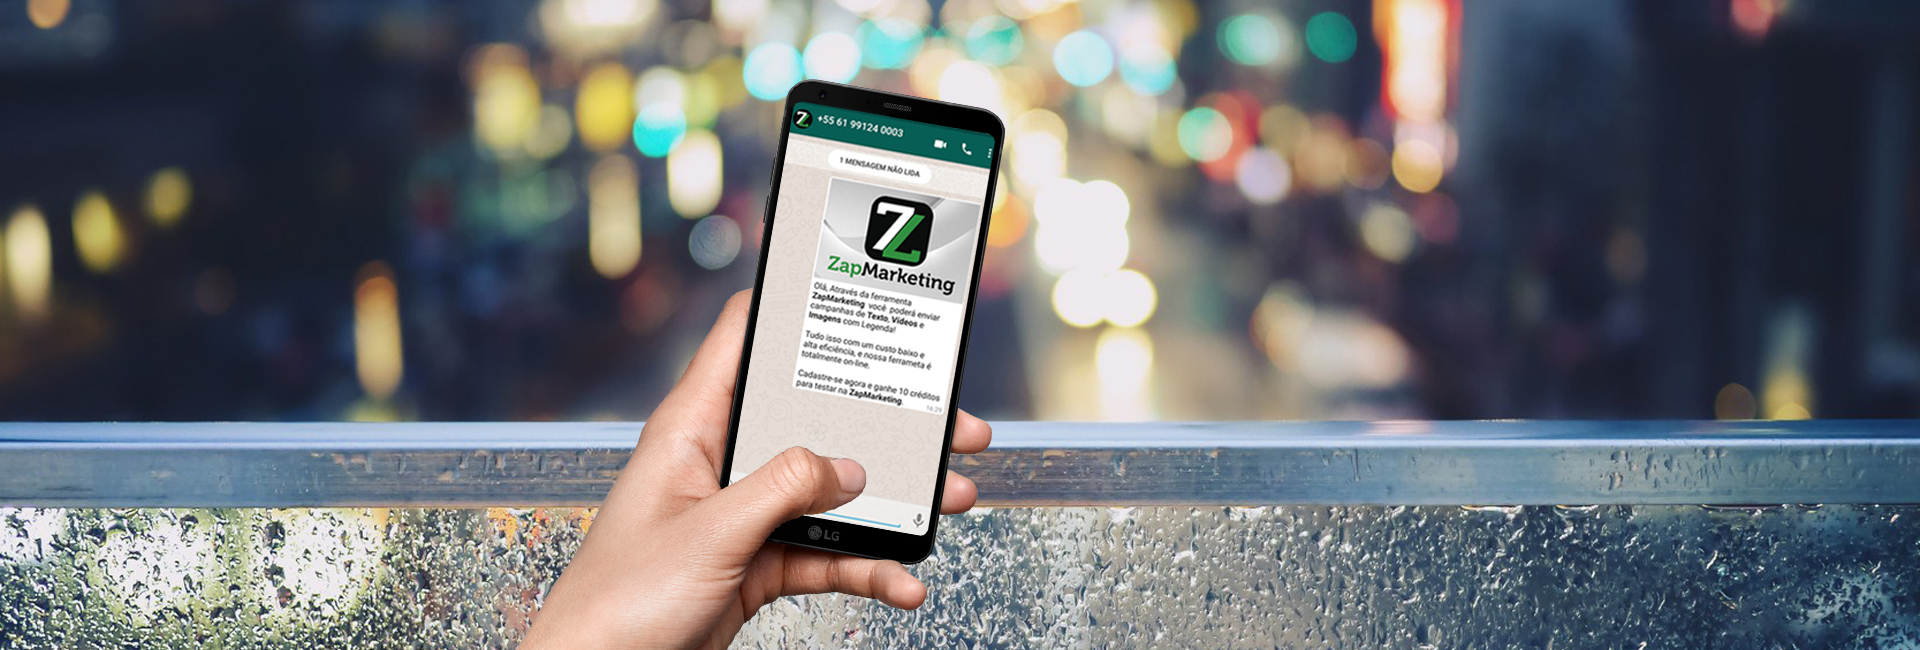 +55 61 99124 0003
1 MENSAGEM NÃO LIDA
ZL
ZapMarketing
Olá, Através da ferramenta
ZapMarketing você poderá enviar
campanhas de Texto, Vídeos e
Imagens com Legenda!
Tudo isso com um custo baixo e
alta eficiência, e nossa ferrameta é
totalmente on-line.
Cadastre-se agora e ganhe 10 créditos
para testar na ZapMarketing.
16:29
LG